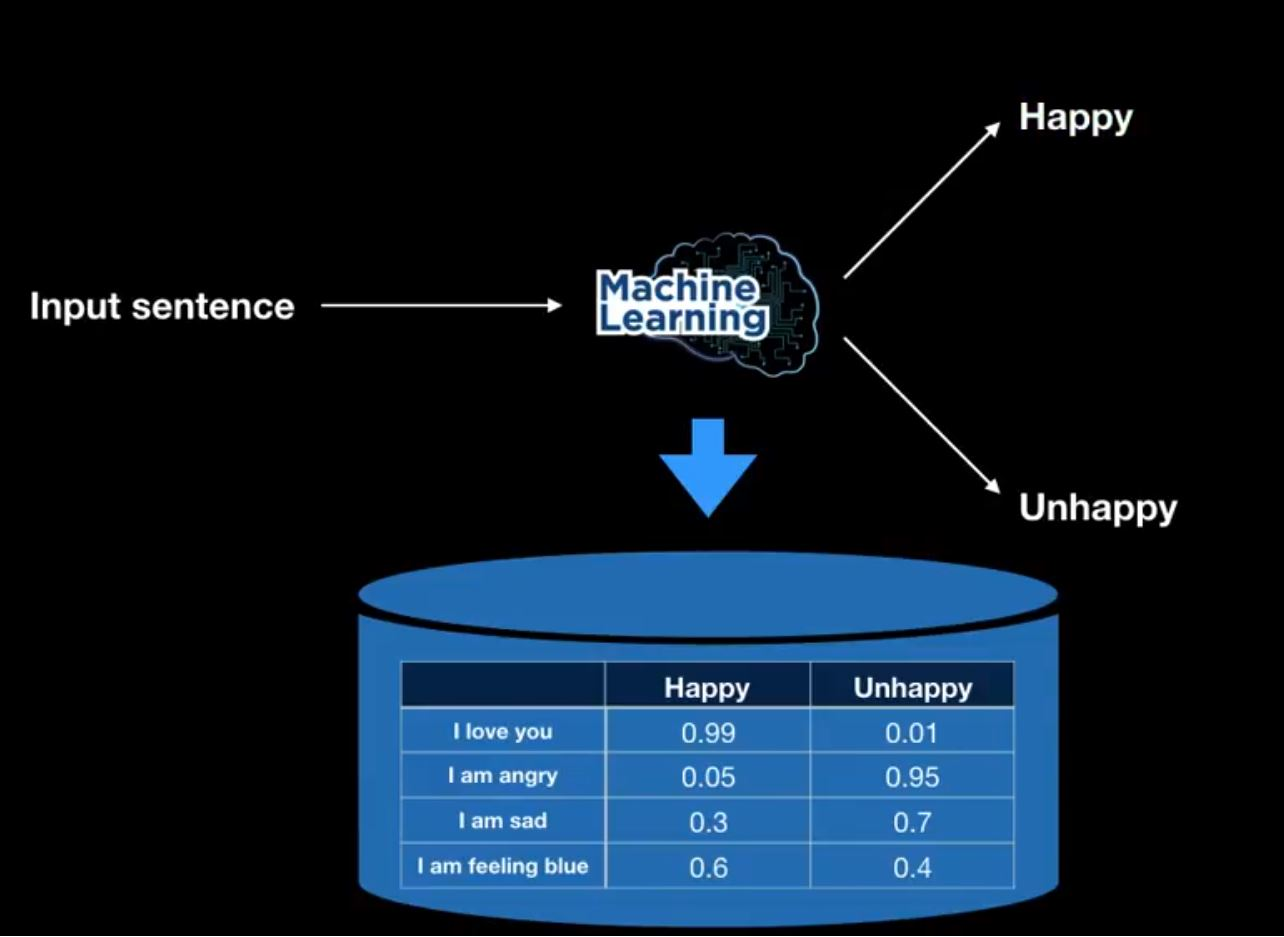 Happy
Input sentence
Machine
Learning
Unhappy
Happy Unhappy
I love you 0.99 0.01
I am angry 0.05 0.95
I am sad 0.3 0.7
I am feeling blue 0.6 0.4